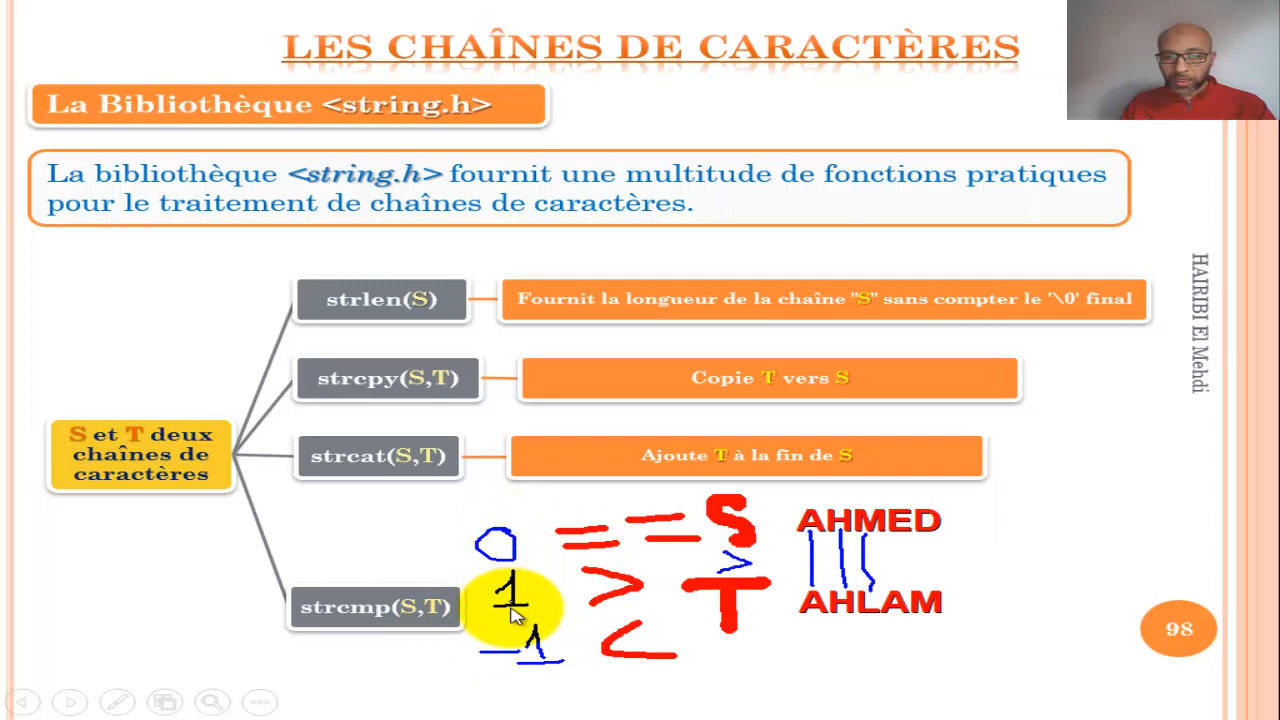 LES CHAÎNES DE CARACTÈRES
La Bibliothèque <string.h>
La bibliothèque <string.h> fournit une multitude de fonctions pratiques
pour le traitement de chaînes de caractères.
HAIRIBI El Mehdi
strlen(S)
Fournit la longueur de la chaîne "S" sans compter le '\0' final
strcpy(S,T)
Copie T vers S
S et T deux
chaînes de
caractères
strcat(S,T)
Ajoute T à la fin de S
strcmp(S,T)
0 == S
1 > T
-1 <
>
AHMED
AHLAM
98